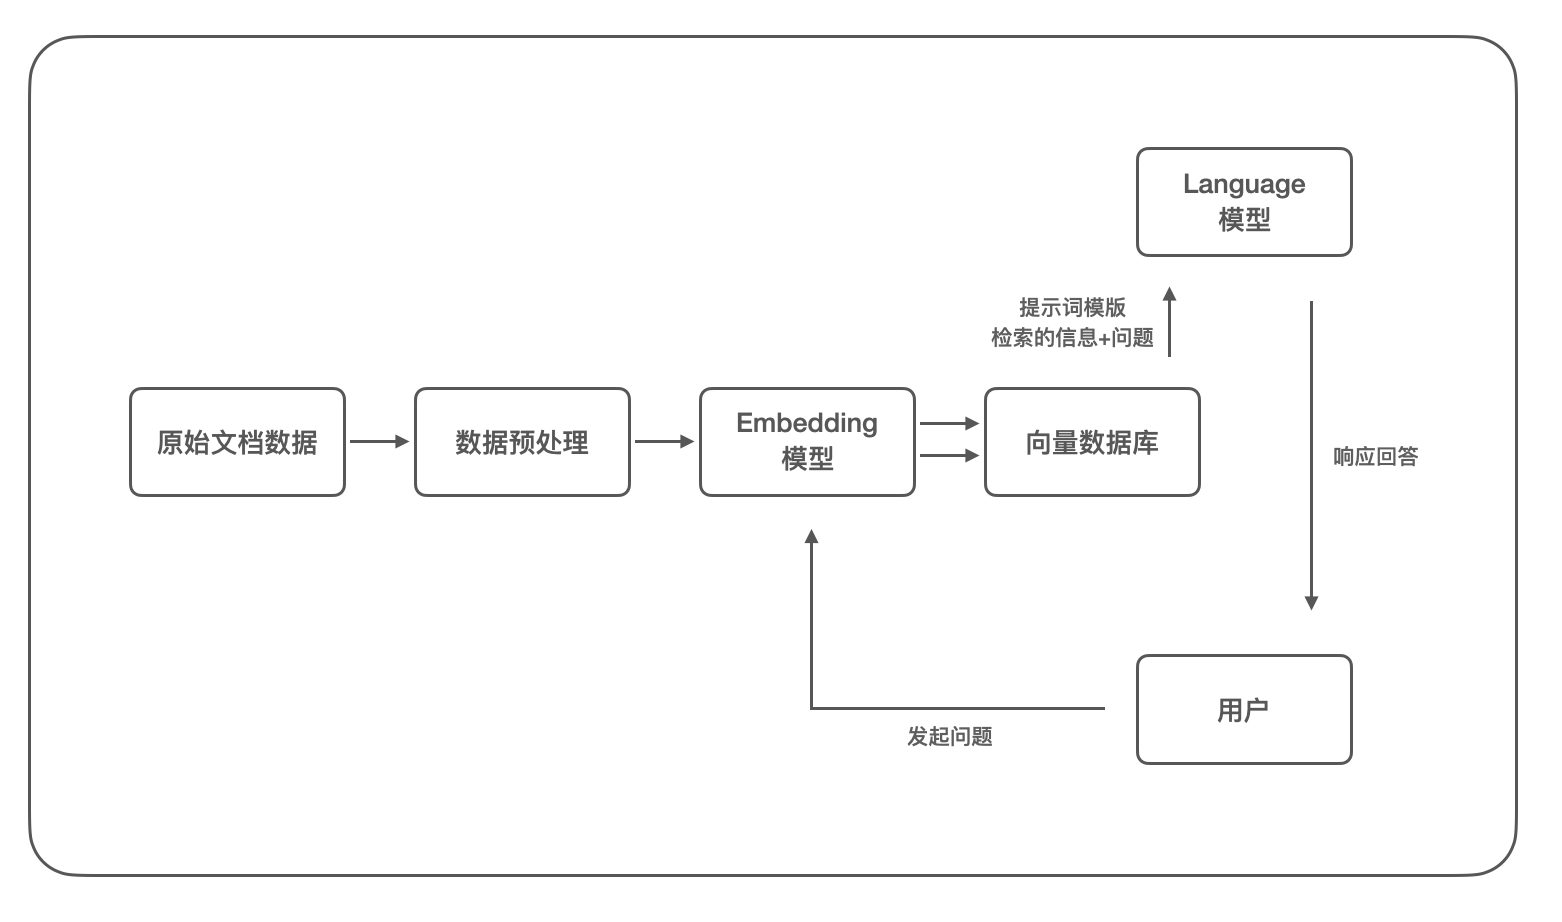 Language
模型
提示词模版
检索的信息+问题
原始文档数据
数据预处理
Embedding
模型
向量数据库
响应回答
用户
发起问题